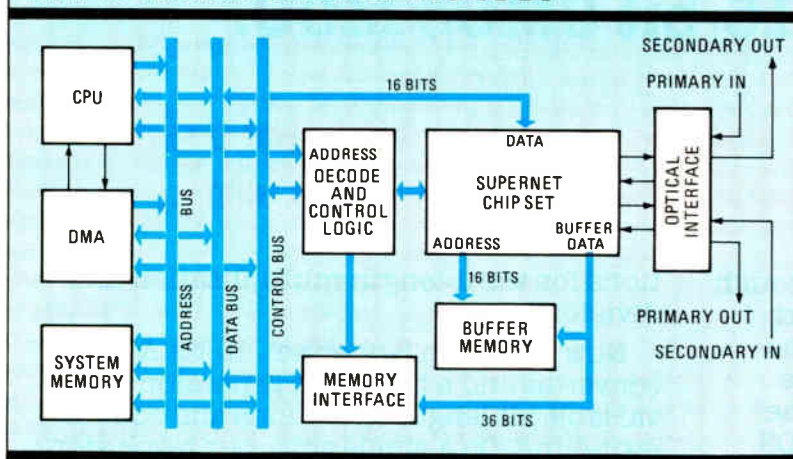 SECONDARY OUT
PRIMARY IN
CPU
16 BITS
DATA
ADDRESS
DECODE
AND
CONTROL
LOGIC
SUPERNET
CHIP SET
OPTICAL
INTERFACE
DMA
BUS
ADDRESS
DATA BUS
CONTROL BUS
ADDRESS
BUFFER
DATA
16 BITS
BUFFER
MEMORY
PRIMARY OUT
SECONDARY IN
SYSTEM
MEMORY
MEMORY
INTERFACE
36 BITS